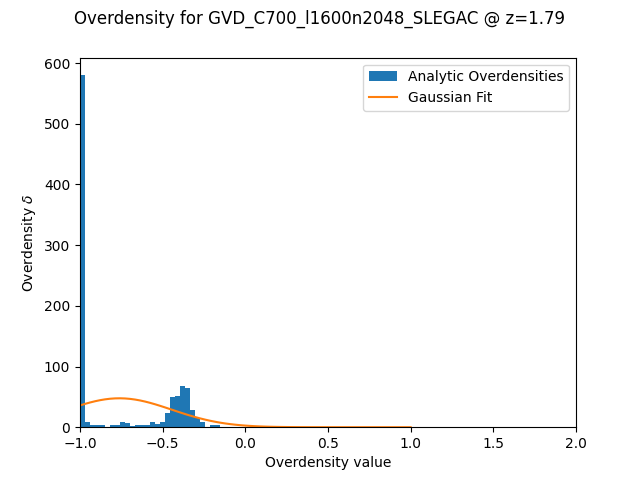 Overdensity for GVD_C700_l1600n2048_SLEGAC @ z=1.79
Analytic Overdensities
Gaussian Fit
Overdensity δ
600
500
400
300
200
100
0
−1.0 −0.5 0.0 0.5 1.0 1.5 2.0
Overdensity value